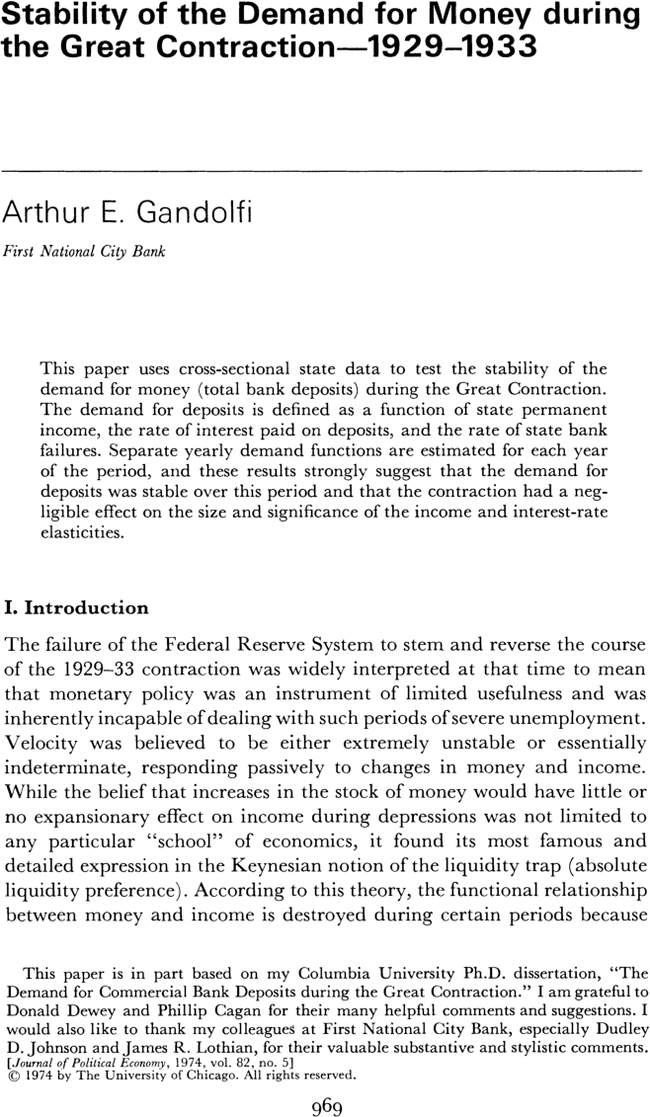 Stability of the Demand for Money during
the Great Contraction—1929–1933
Arthur E. Gandolfi
First National City Bank
This paper uses cross-sectional state data to test the stability of the
demand for money (total bank deposits) during the Great Contraction.
The demand for deposits is defined as a function of state permanent
income, the rate of interest paid on deposits, and the rate of state bank
failures. Separate yearly demand functions are estimated for each year
of the period, and these results strongly suggest that the demand for
deposits was stable over this period and that the contraction had a neg-
ligible effect on the size and significance of the income and interest-rate
elasticities.
I. Introduction
The failure of the Federal Reserve System to stem and reverse the course
of the 1929–33 contraction was widely interpreted at that time to mean
that monetary policy was an instrument of limited usefulness and was
inherently incapable of dealing with such periods of severe unemployment.
Velocity was believed to be either extremely unstable or essentially
indeterminate, responding passively to changes in money and income.
While the belief that increases in the stock of money would have little or
no expansionary effect on income during depressions was not limited to
any particular “school” of economics, it found its most famous and
detailed expression in the Keynesian notion of the liquidity trap (absolute
liquidity preference). According to this theory, the functional relationship
between money and income is destroyed during certain periods because
This paper is in part based on my Columbia University Ph.D. dissertation, “The
Demand for Commercial Bank Deposits during the Great Contraction.” I am grateful to
Donald Dewey and Phillip Cagan for their many helpful comments and suggestions. I
would also like to thank my colleagues at First National City Bank, especially Dudley
D. Johnson and James R. Lothian, for their valuable substantive and stylistic comments.
[Journal of Political Economy, 1974, vol. 82, no. 5]
© 1974 by The University of Chicago. All rights reserved.
969